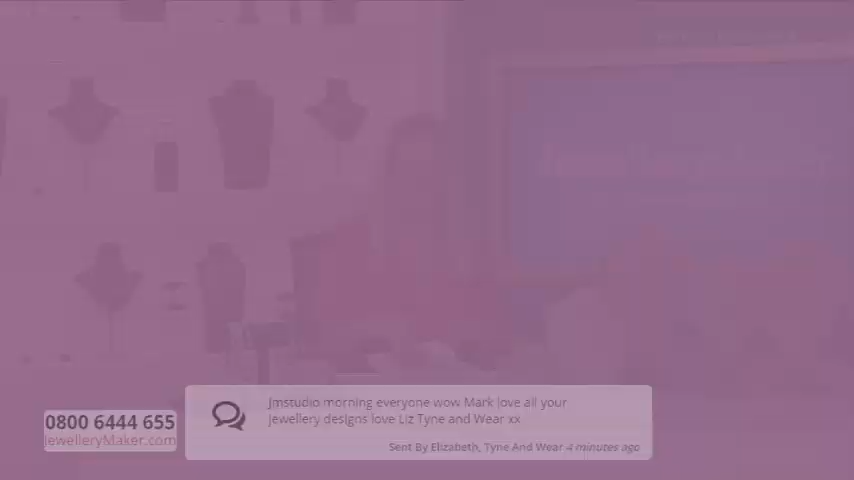 0800 6444 655
JewelleryMaker.com
Jmstudio morning everyone wow Mark love all your
jewellery designs love Liz Tyne and Wear xx
Sent By Elizabeth, Tyne And Wear 4 minutes ago